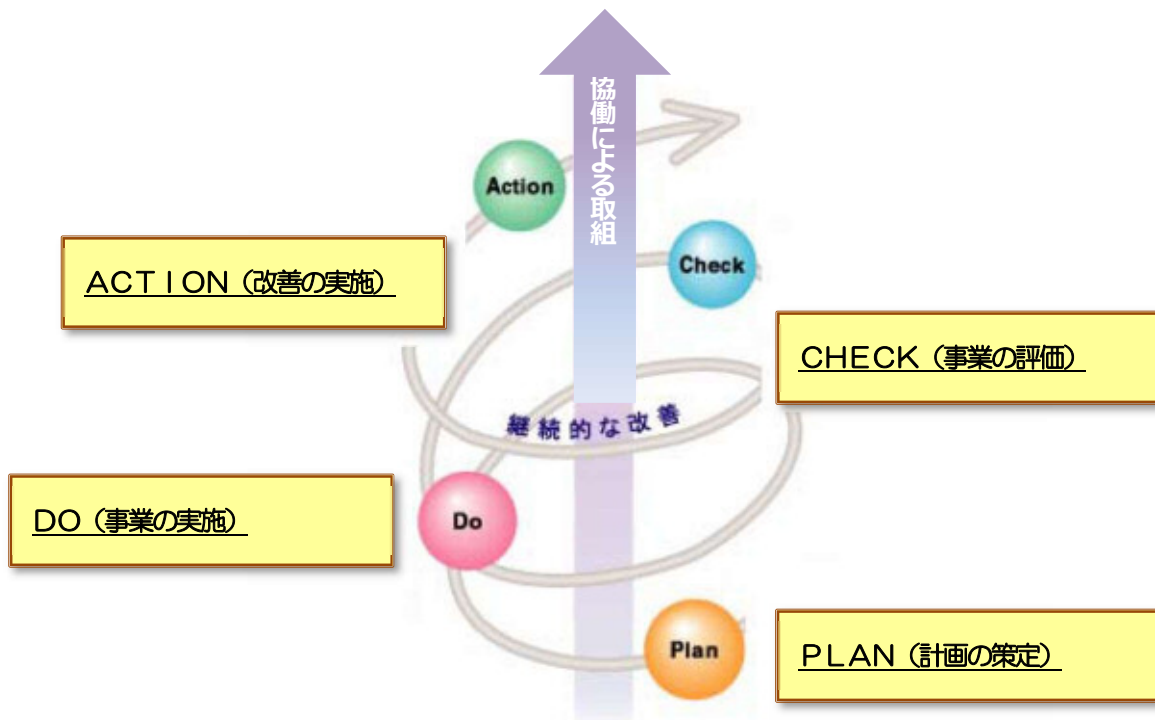 協働による取組
Action
Check
ＡＣＴＩＯＮ（改善の実施）
ＣＨＥＣＫ（事業の評価）
継続的な改善
ＤＯ（事業の実施）
Do
Plan
ＰＬＡＮ（計画の策定）